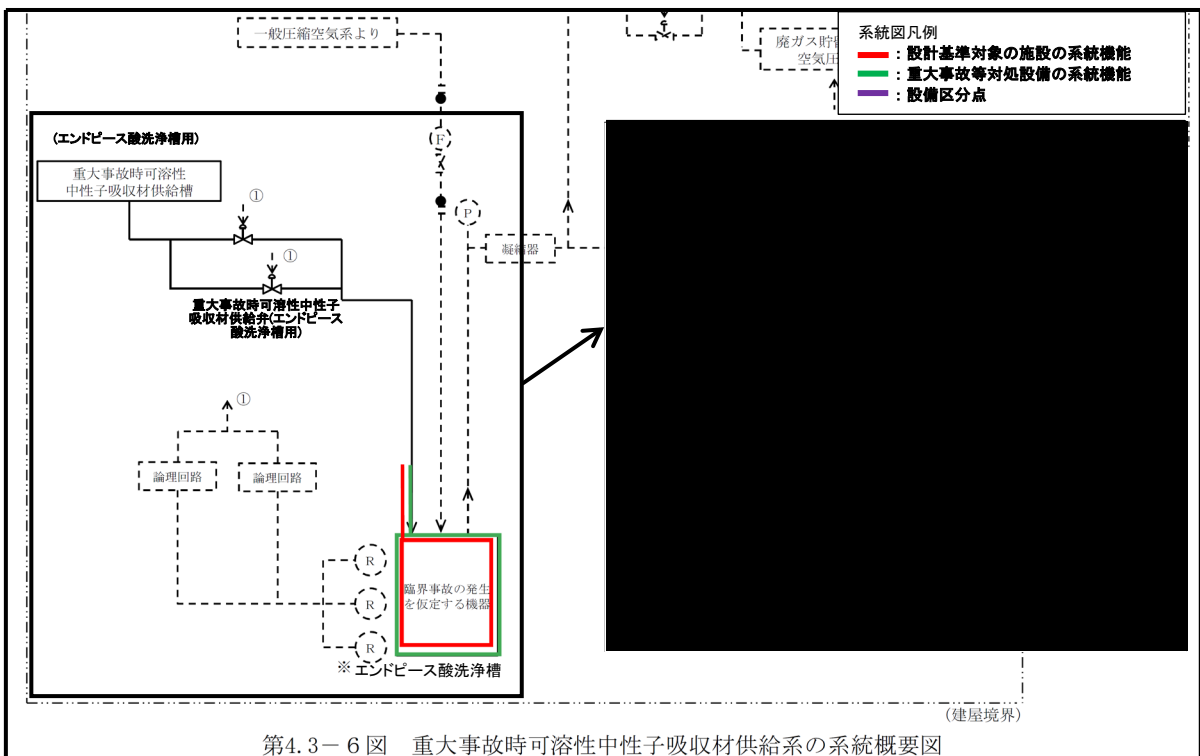 一般圧縮空気系より
系統図凡例
：設計基準対象の施設の系統機能
：重大事故等対処設備の系統機能
：設備区分点
廃ガス貯
空気圧
(エンドピース酸洗浄槽用)
重大事故時可溶性
中性子吸収材供給槽
①
F
①
P
凝縮器
重大事故時可溶性中性子
吸収材供給弁(エンドピース
酸洗浄槽用)
①
論理回路
論理回路
R
R
R
臨界事故の発生
を仮定する機器
※エンドピース酸洗浄槽
(建屋境界)
第4.3－6図　重大事故時可溶性中性子吸収材供給系の系統概要図